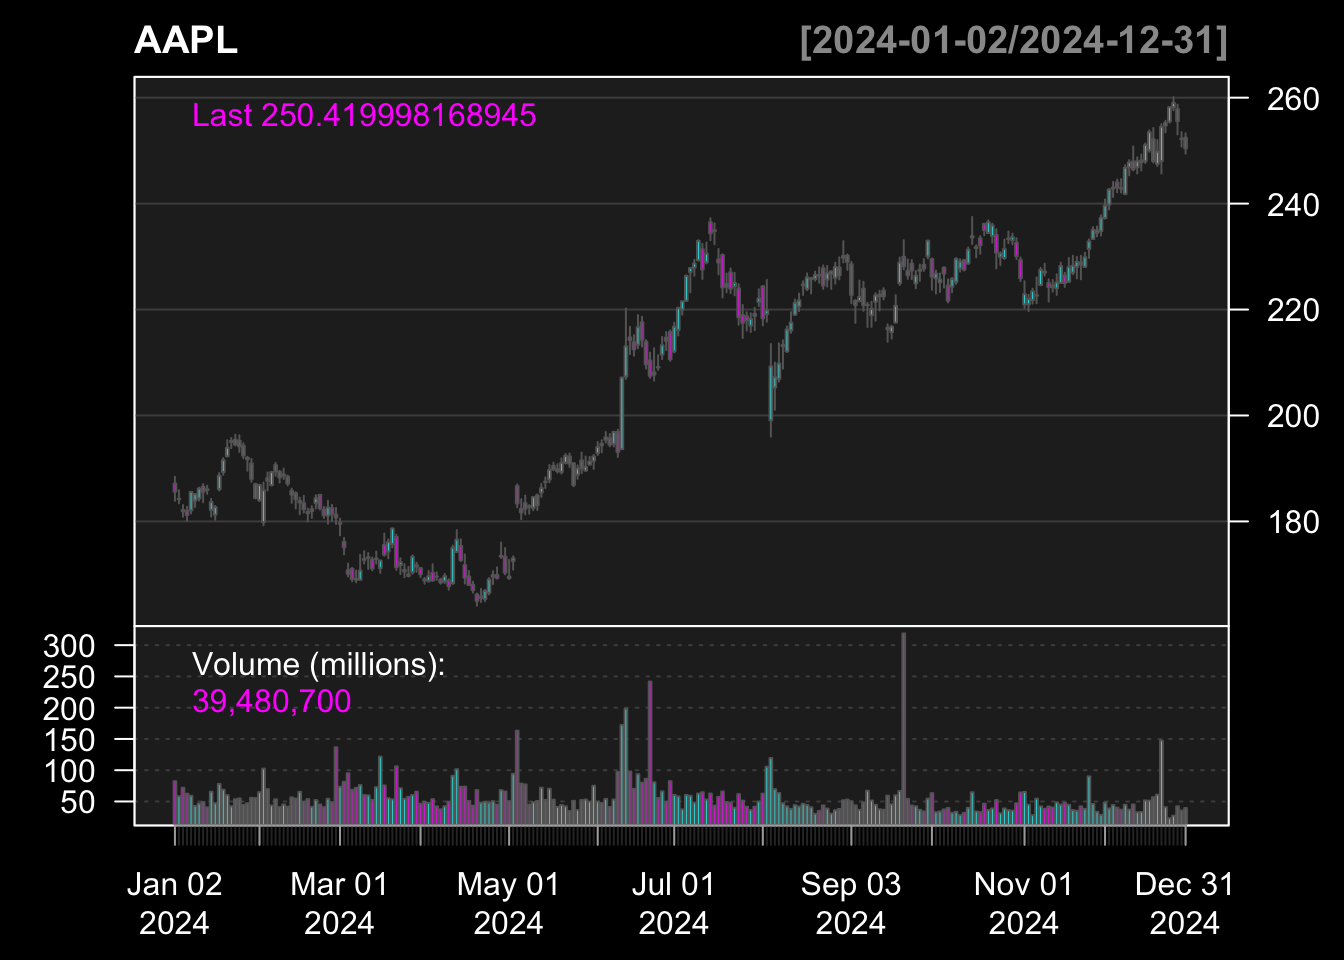 AAPL
[2024-01-02/2024-12-31]
Last 250.419998168945
260
240
220
200
180
Volume (millions):
39,480,700
300
250
200
150
100
50
Jan 02 Mar 01 May 01 Jul 01 Sep 03 Nov 01 Dec 31
2024 2024 2024 2024 2024 2024 2024